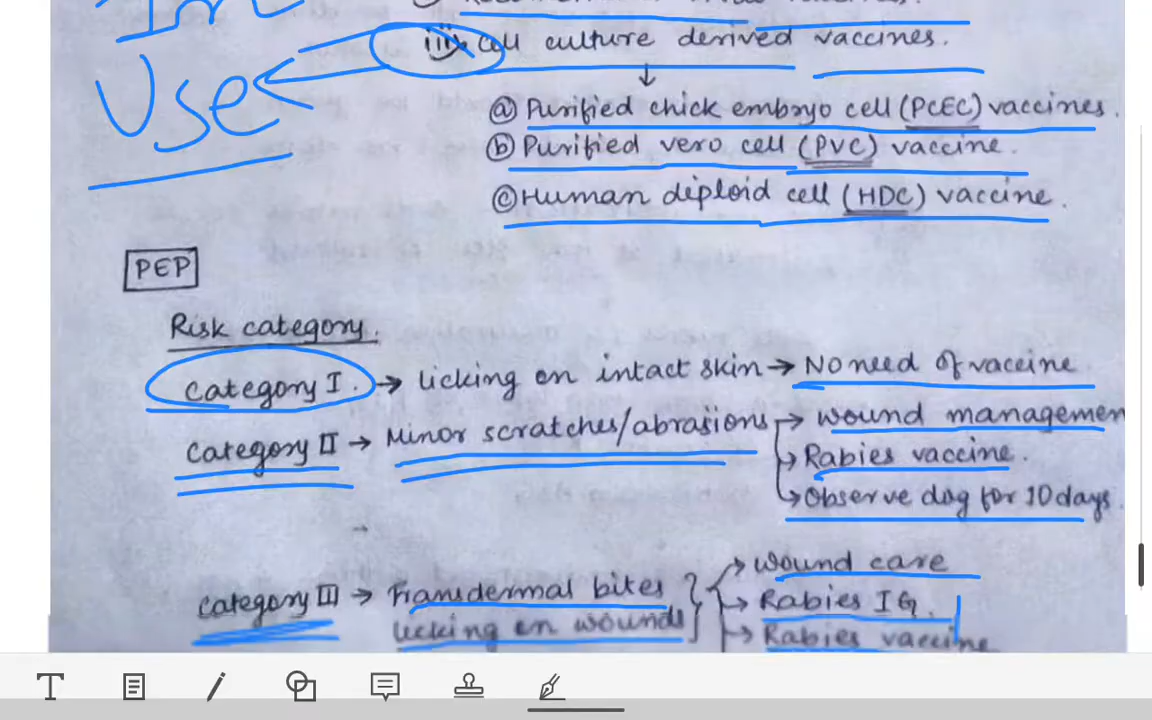 Use
iii) cell culture derived vaccines.
↓
ⓐ Purified chick embryo cell (PCEC) vaccines.
ⓑ Purified vero cell (PVC) vaccine.
ⓒ Human deploid cell (HDC) vaccine.
PEP
Risk category.
Category I. → licking on intact skin → No need of vaccine
Category II → Minor scratches/abrasions → wound managemen
→ Rabies vaccine.
→ Observe dog for 10 days.
Category III → Transdermal bites → Wound care
licking on wounds → Rabies IG.
→ Rabies vaccine